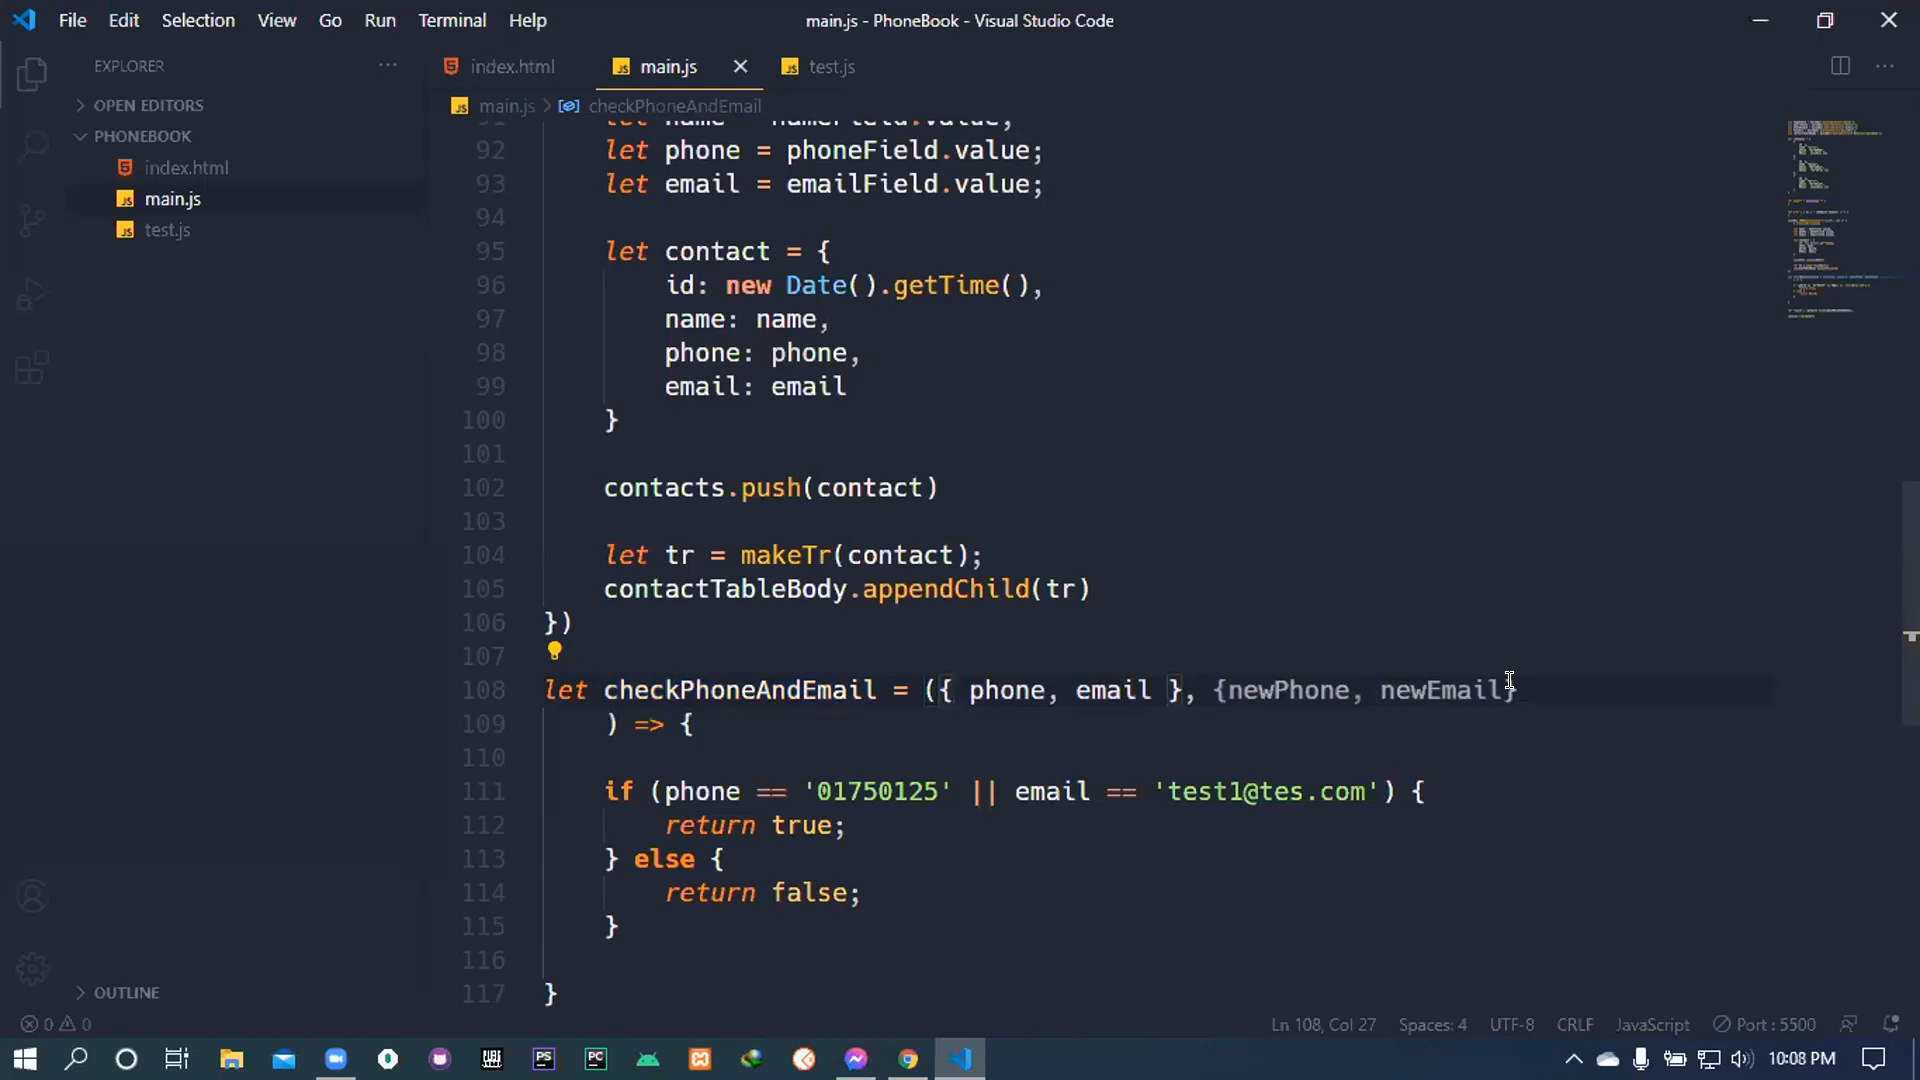 File Edit Selection View Go Run Terminal Help
main.js - PhoneBook - Visual Studio Code
EXPLORER
OPEN EDITORS
PHONEBOOK
index.html
main.js
test.js
OUTLINE
index.html
main.js
test.js
main.js > checkPhoneAndEmail
92 let phone = phoneField.value;
93 let email = emailField.value;
94
95 let contact = {
96 id: new Date().getTime(),
97 name: name,
98 phone: phone,
99 email: email
100 }
101
102 contacts.push(contact)
103
104 let tr = makeTr(contact);
105 contactTableBody.appendChild(tr)
106 })
107
108 let checkPhoneAndEmail = ({ phone, email }, {newPhone, newEmail}
109 ) => {
110
111 if (phone == '01750125' || email == 'test1@tes.com') {
112 return true;
113 } else {
114 return false;
115 }
116
117 }
0 0
Ln 108, Col 27 Spaces: 4 UTF-8 CRLF JavaScript Port : 5500
PS
PC
10:08 PM